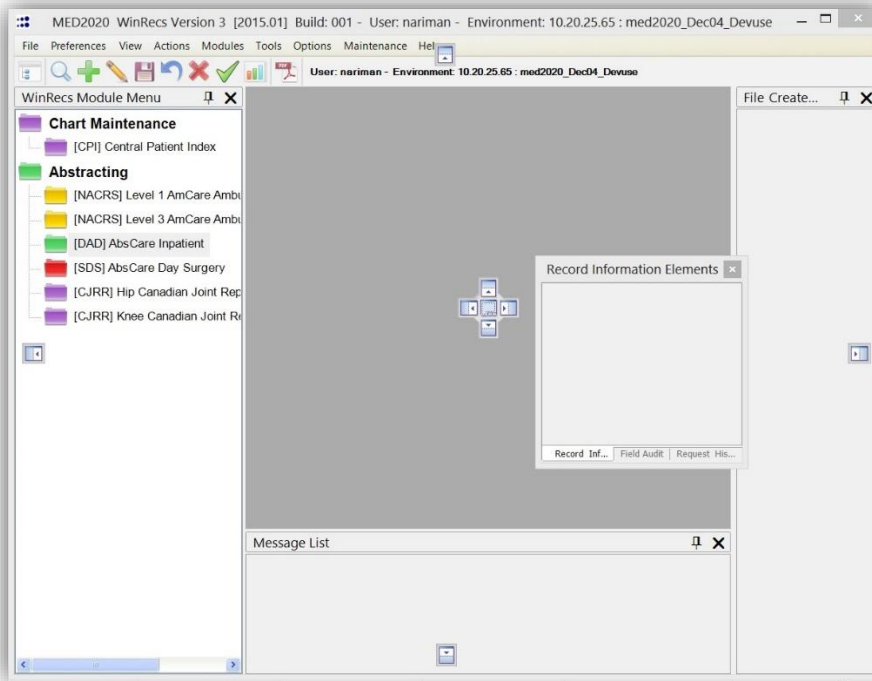 MED2020 WinRecs Version 3 [2015.01] Build: 001 - User: nariman - Environment: 10.20.25.65 : med2020_Dec04_Devuse
File Preferences View Actions Modules Tools Options Maintenance Hel
User: nariman - Environment: 10.20.25.65 : med2020_Dec04_Devuse
WinRecs Module Menu
Chart Maintenance
[CPI] Central Patient Index
Abstracting
[NACRS] Level 1 AmCare Ambu
[NACRS] Level 3 AmCare Ambu
[DAD] AbsCare Inpatient
[SDS] AbsCare Day Surgery
[CJRR] Hip Canadian Joint Rep
[CJRR] Knee Canadian Joint Re
Record Information Elements
Record Inf... Field Audit Request His...
Message List
File Create...